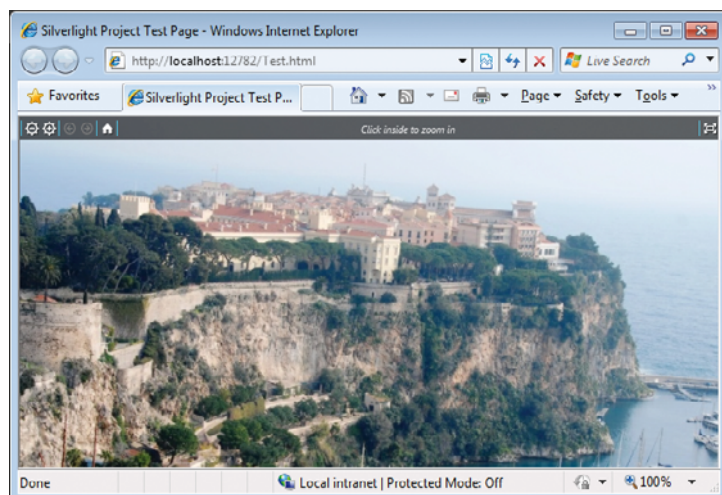 Silverlight Project Test Page - Windows Internet Explorer
http://localhost:12782/Test.html
Live Search
Favorites
Silverlight Project Test P...
Page
Safety
Tools
Click inside to zoom in
Done
Local intranet | Protected Mode: Off
100%